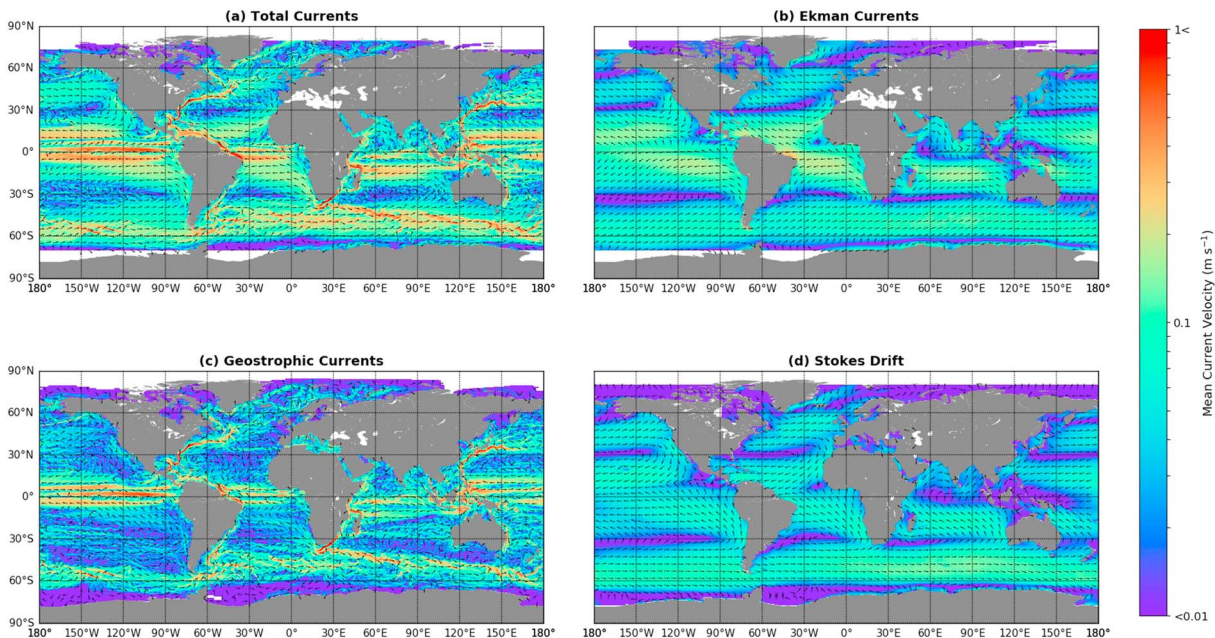 (a) Total Currents
90°N
60°N
30°N
0°
30°S
60°S
90°S
180° 150°W 120°W 90°W 60°W 30°W 0° 30°E 60°E 90°E 120°E 150°E 180°
(b) Ekman Currents
180° 150°W 120°W 90°W 60°W 30°W 0° 30°E 60°E 90°E 120°E 150°E 180°
(c) Geostrophic Currents
90°N
60°N
30°N
0°
30°S
60°S
90°S
180° 150°W 120°W 90°W 60°W 30°W 0° 30°E 60°E 90°E 120°E 150°E 180°
(d) Stokes Drift
180° 150°W 120°W 90°W 60°W 30°W 0° 30°E 60°E 90°E 120°E 150°E 180°
1<
0.1
<0.01
Mean Current Velocity (m s⁻¹)